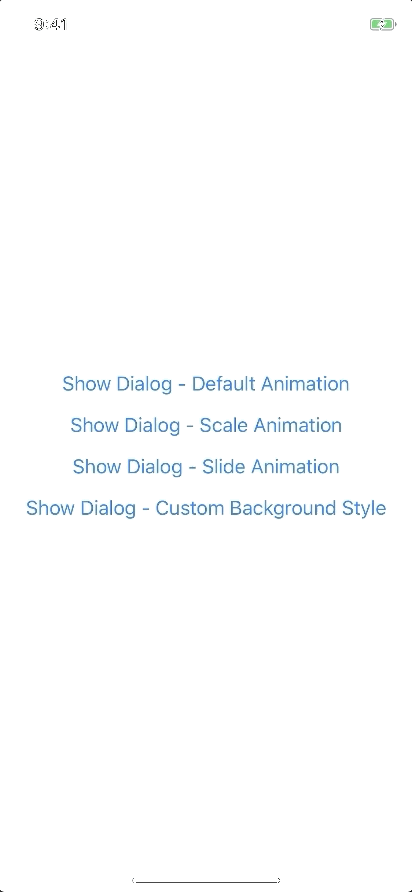 9:41
Show Dialog - Default Animation
Show Dialog - Scale Animation
Show Dialog - Slide Animation
Show Dialog - Custom Background Style